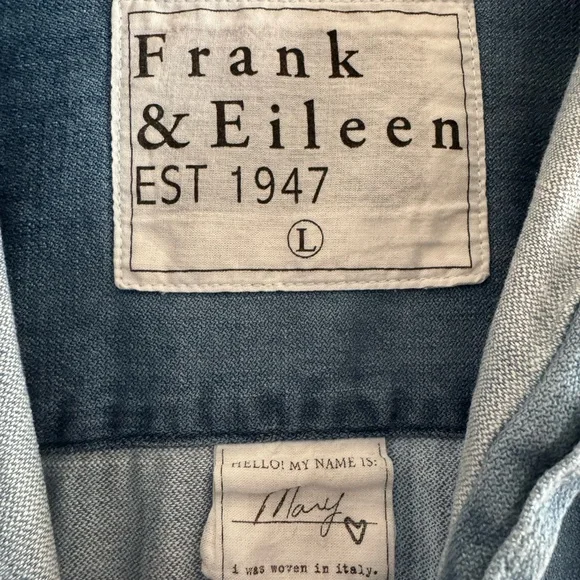 Frank
& Eileen
EST 1947
L
HELLO! MY NAME IS:
Mary
i was woven in italy.